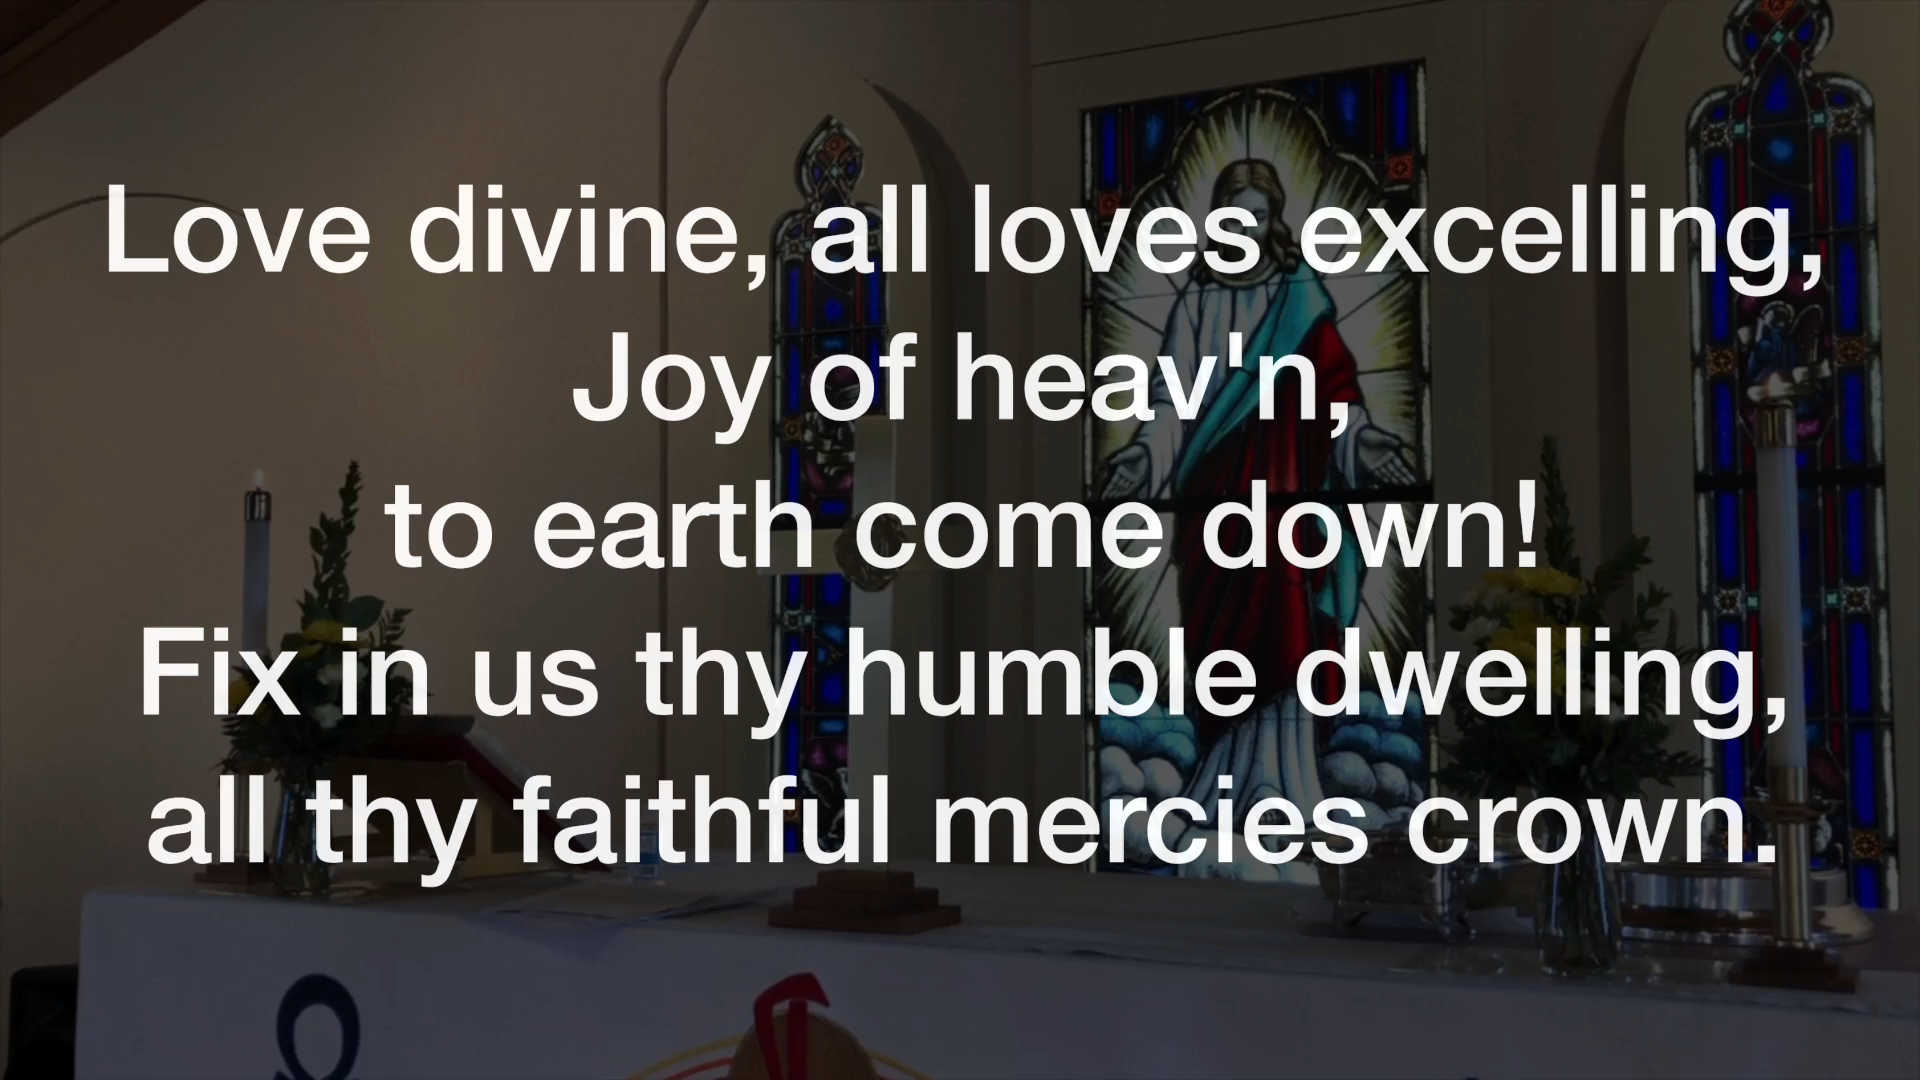 Love divine, all loves excelling,
Joy of heav'n,
to earth come down!
Fix in us thy humble dwelling,
all thy faithful mercies crown.